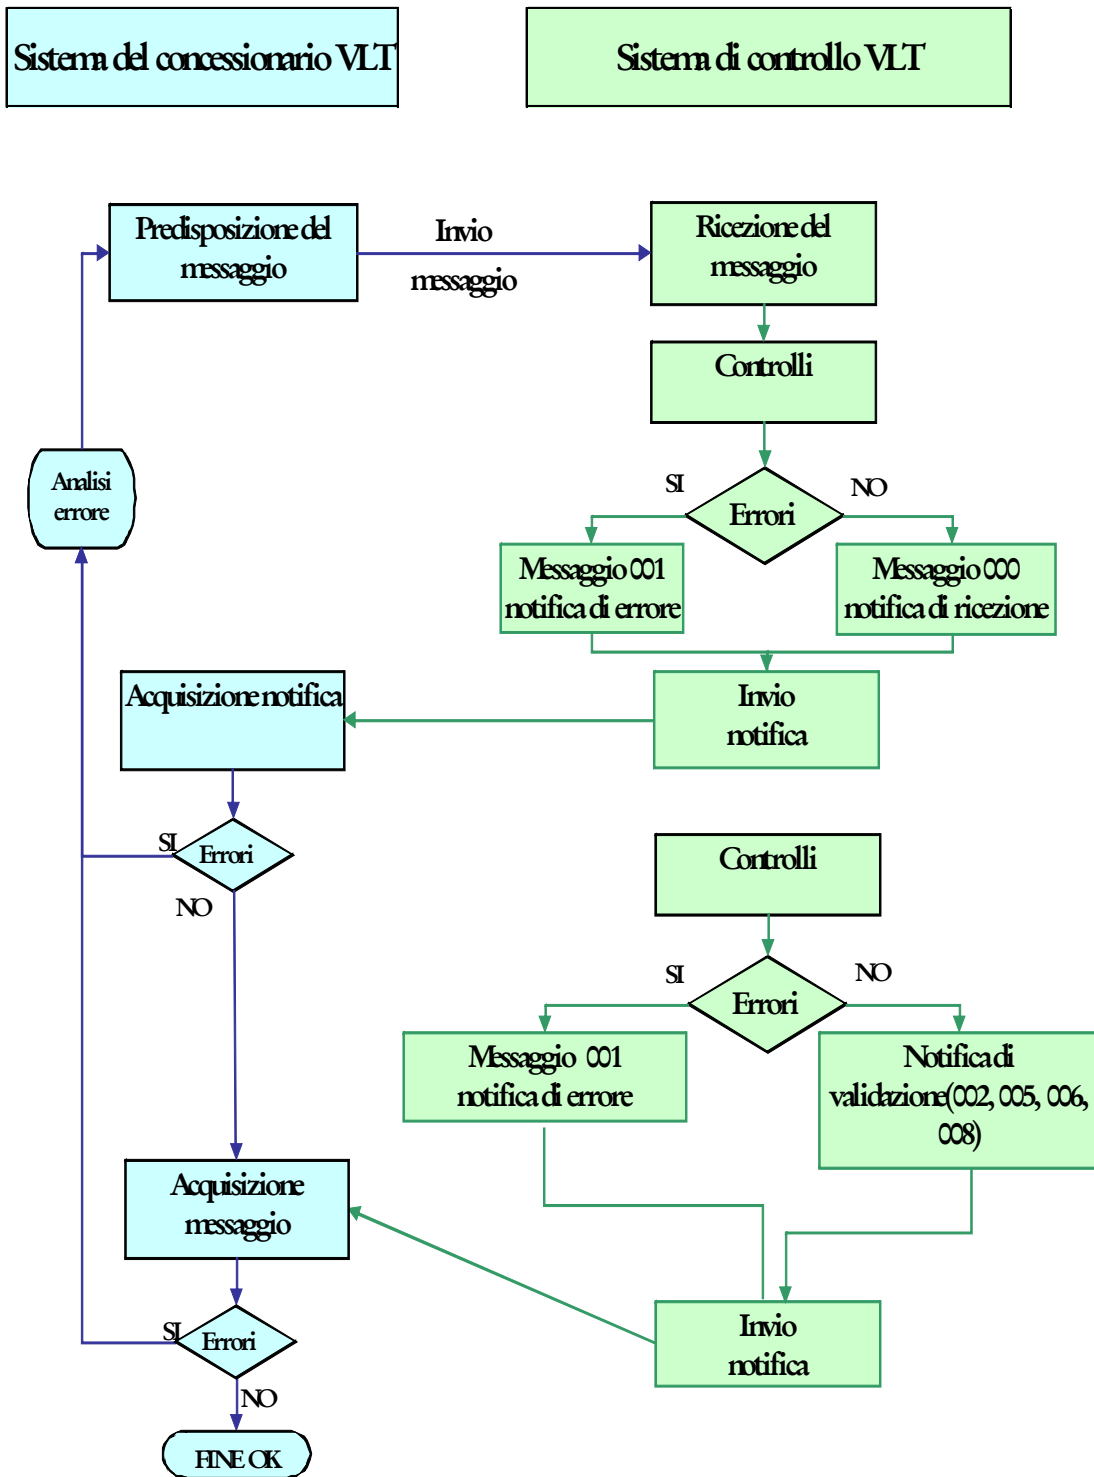 Sistema del concessionario VLT
Sistema di controllo VLT
Predisposizione del
messaggio
Invio
messaggio
Ricezione del
messaggio
Controlli
Analisi
errore
SI
Errori
NO
Messaggio 001
notifica di errore
Messaggio 000
notifica di ricezione
Acquisizione notifica
Invio
notifica
SI
Errori
NO
Controlli
SI
Errori
NO
Messaggio 001
notifica di errore
Notifica di
validazione(002, 005, 006,
008)
Acquisizione
messaggio
Invio
notifica
SI
Errori
NO
FINE OK